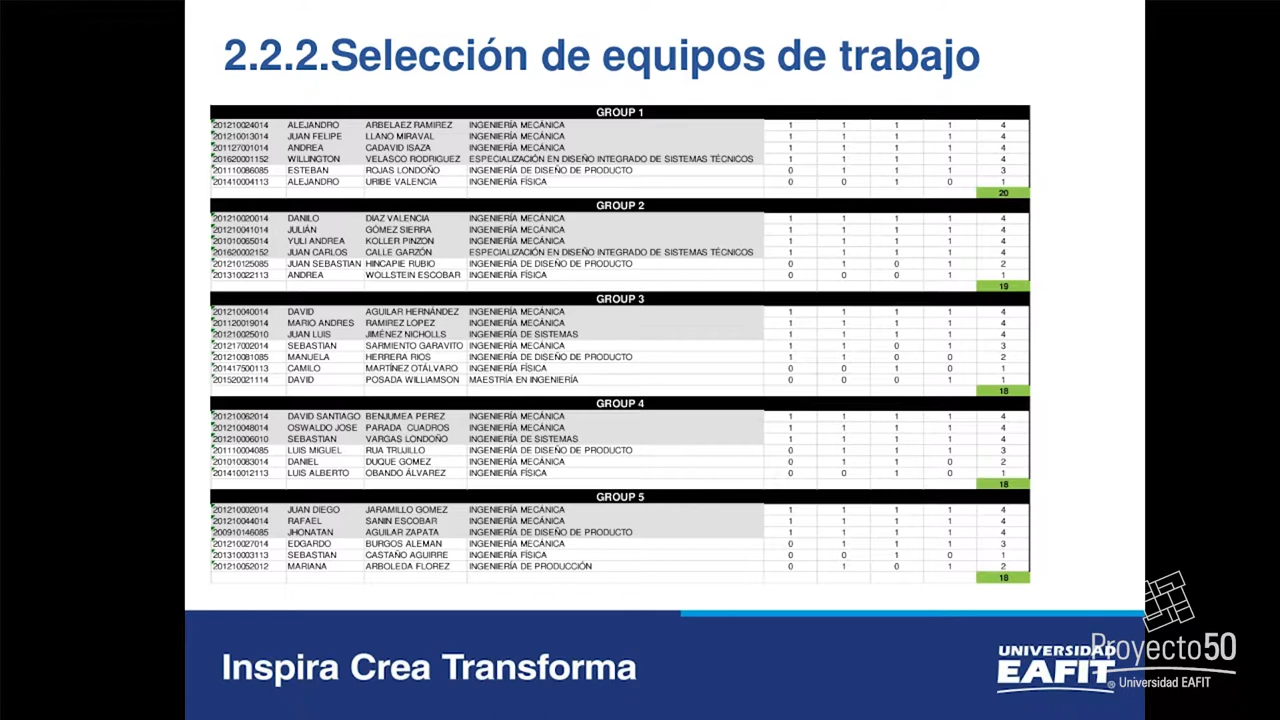 2.2.2.Selección de equipos de trabajo
GROUP 1
201210024014 ALEJANDRO ARBELAEZ RAMIREZ INGENIERÍA MECÁNICA 1 1 1 1 4
201210013014 JUAN FELIPE LLANO MIRAVAL INGENIERÍA MECÁNICA 1 1 1 1 4
201127001014 ANDREA CADAVID ISAZA INGENIERÍA MECÁNICA 1 1 1 1 4
201620001152 WILLINGTON VELASCO RODRIGUEZ ESPECIALIZACIÓN EN DISEÑO INTEGRADO DE SISTEMAS TÉCNICOS 1 1 1 1 4
201110086085 ESTEBAN ROJAS LONDOÑO INGENIERÍA DE DISEÑO DE PRODUCTO 0 1 1 1 3
201410004113 ALEJANDRO URIBE VALENCIA INGENIERÍA FÍSICA 0 0 1 0 1
20
GROUP 2
201210020014 DANILO DIAZ VALENCIA INGENIERÍA MECÁNICA 1 1 1 1 4
201210041014 JULIÁN GÓMEZ SIERRA INGENIERÍA MECÁNICA 1 1 1 1 4
201010065014 YULI ANDREA KOLLER PINZON INGENIERÍA MECÁNICA 1 1 1 1 4
201620002152 JUAN CARLOS CALLE GARZÓN ESPECIALIZACIÓN EN DISEÑO INTEGRADO DE SISTEMAS TÉCNICOS 1 1 1 1 4
201210125085 JUAN SEBASTIAN HINCAPIE RUBIO INGENIERÍA DE DISEÑO DE PRODUCTO 0 1 0 1 2
201310022113 ANDREA WOLLSTEIN ESCOBAR INGENIERÍA FÍSICA 0 0 0 1 1
19
GROUP 3
201210040014 DAVID AGUILAR HERNÁNDEZ INGENIERÍA MECÁNICA 1 1 1 1 4
201120019014 MARIO ANDRES RAMIREZ LOPEZ INGENIERÍA MECÁNICA 1 1 1 1 4
201210025010 JUAN LUIS JIMÉNEZ NICHOLLS INGENIERÍA DE SISTEMAS 1 1 1 1 4
201217002014 SEBASTIAN SARMIENTO GARAVITO INGENIERÍA MECÁNICA 1 1 0 1 3
201210081085 MANUELA HERRERA RIOS INGENIERÍA DE DISEÑO DE PRODUCTO 1 1 0 0 2
201417500113 CAMILO MARTÍNEZ OTÁLVARO INGENIERÍA FÍSICA 0 0 1 0 1
201520021114 DAVID POSADA WILLIAMSON MAESTRÍA EN INGENIERÍA 0 0 0 1 1
18
GROUP 4
201210062014 DAVID SANTIAGO BENJUMEA PEREZ INGENIERÍA MECÁNICA 1 1 1 1 4
201210048014 OSWALDO JOSE PARADA CUADROS INGENIERÍA MECÁNICA 1 1 1 1 4
201210006010 SEBASTIAN VARGAS LONDOÑO INGENIERÍA DE SISTEMAS 1 1 1 1 4
201110004085 LUIS MIGUEL RUA TRUJILLO INGENIERÍA DE DISEÑO DE PRODUCTO 0 1 1 1 3
201010083014 DANIEL DUQUE GOMEZ INGENIERÍA MECÁNICA 0 1 1 0 2
201410012113 LUIS ALBERTO OBANDO ÁLVAREZ INGENIERÍA FÍSICA 0 0 1 0 1
18
GROUP 5
201210002014 JUAN DIEGO JARAMILLO GOMEZ INGENIERÍA MECÁNICA 1 1 1 1 4
201210044014 RAFAEL SANIN ESCOBAR INGENIERÍA MECÁNICA 1 1 1 1 4
200910146085 JHONATAN AGUILAR ZAPATA INGENIERÍA DE DISEÑO DE PRODUCTO 1 1 1 1 4
201210027014 EDGARDO BURGOS ALEMAN INGENIERÍA MECÁNICA 0 1 1 1 3
201310003113 SEBASTIAN CASTAÑO AGUIRRE INGENIERÍA FÍSICA 0 0 1 0 1
201210052012 MARIANA ARBOLEDA FLOREZ INGENIERÍA DE PRODUCCIÓN 0 1 0 1 2
18
Inspira Crea Transforma
UNIVERSIDAD
EAFIT®
Proyecto50
Universidad EAFIT